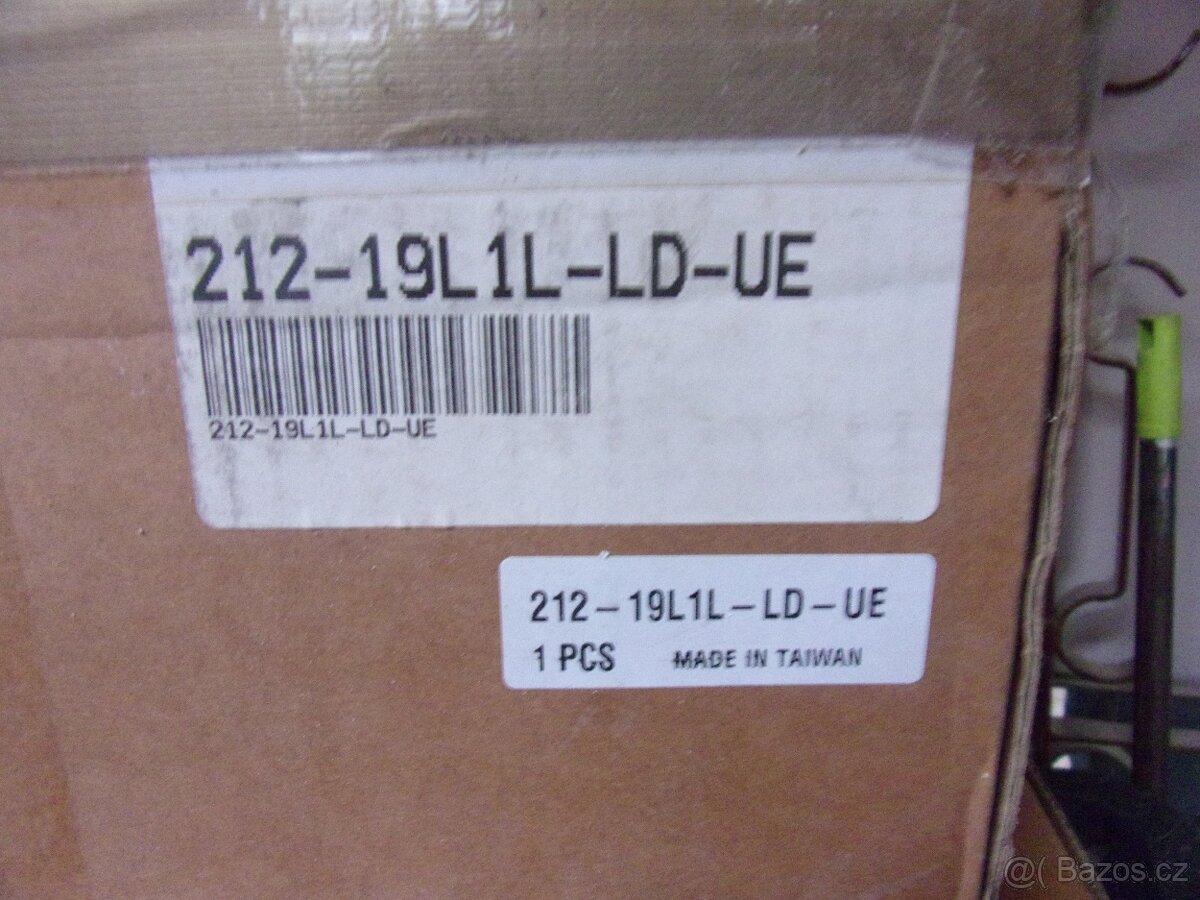 212-19L1L-LD-UE
212-19L1L-LD-UE
212-19L1L-LD-UE
1 PCS MADE IN TAIWAN
@( Bazos.cz